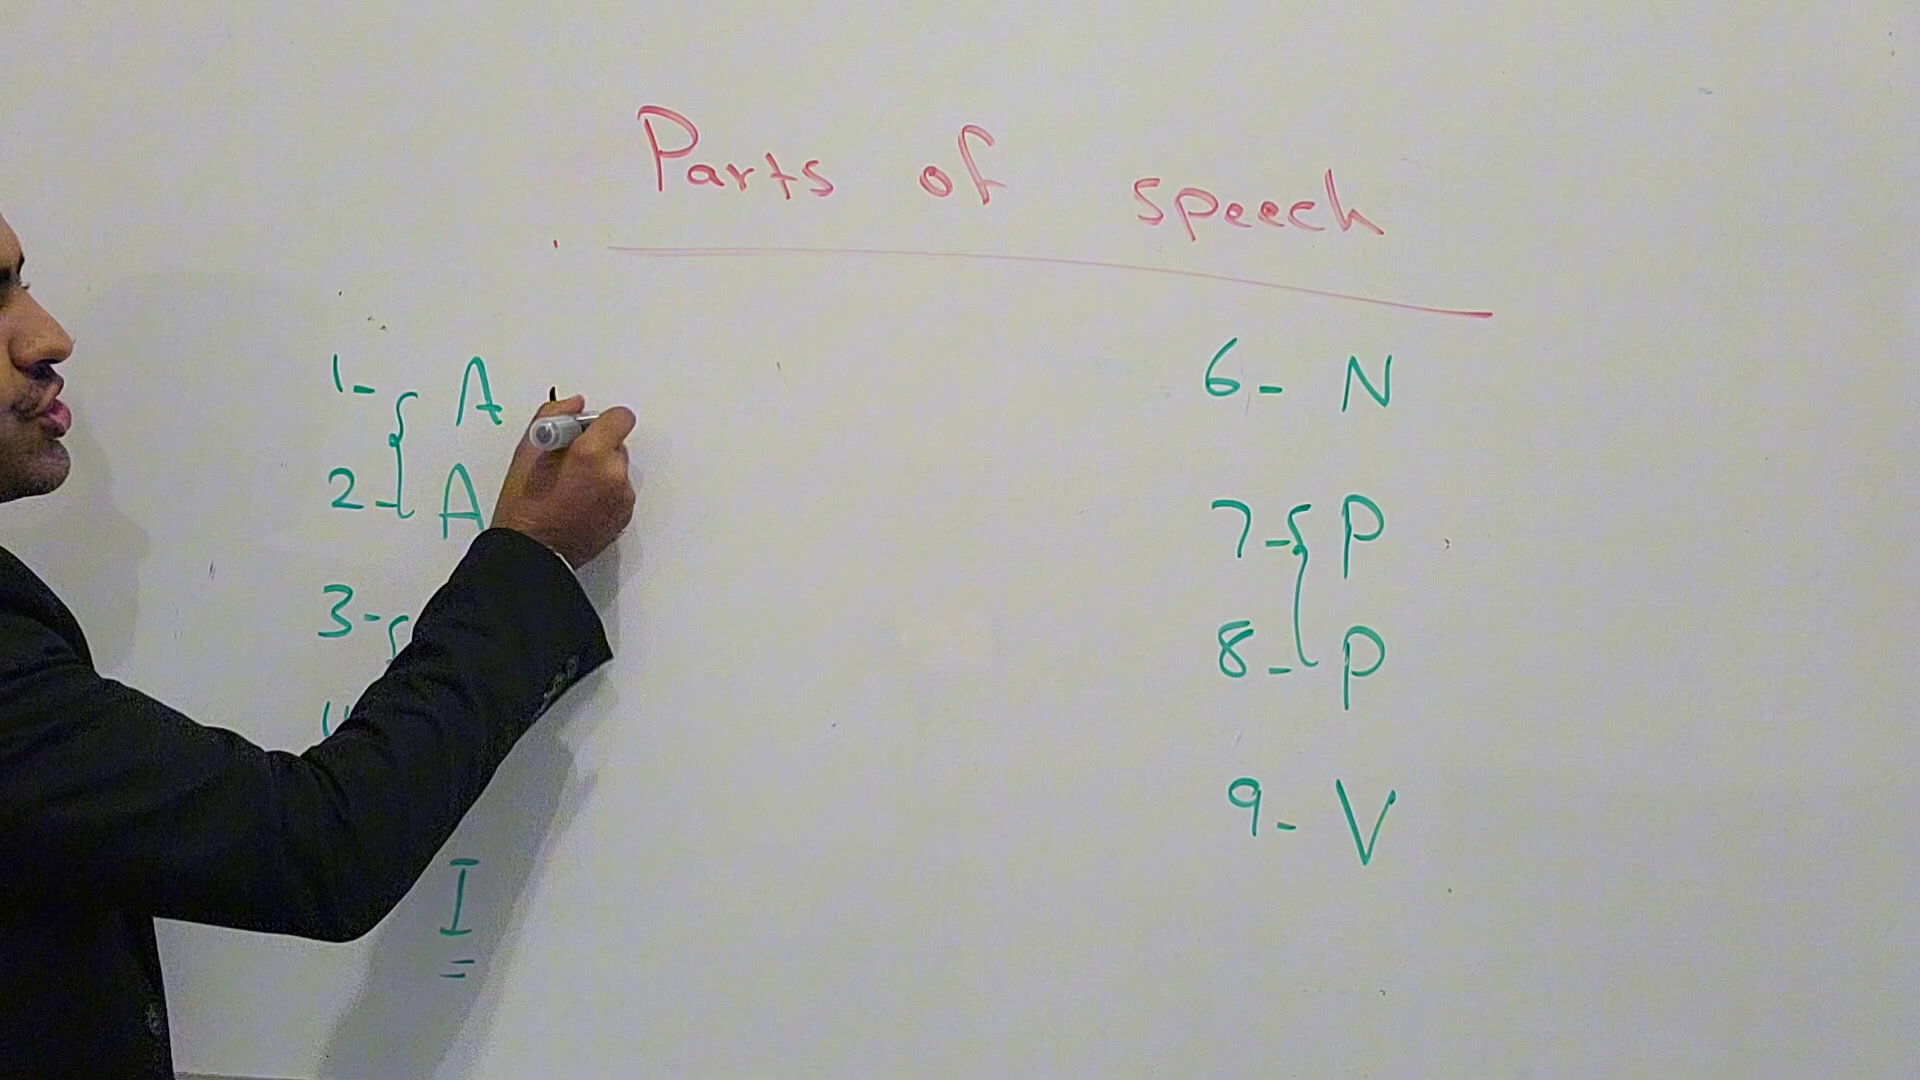 Parts of speech
1- A
2- A
3-
I
6- N
7- P
8- P
9- V